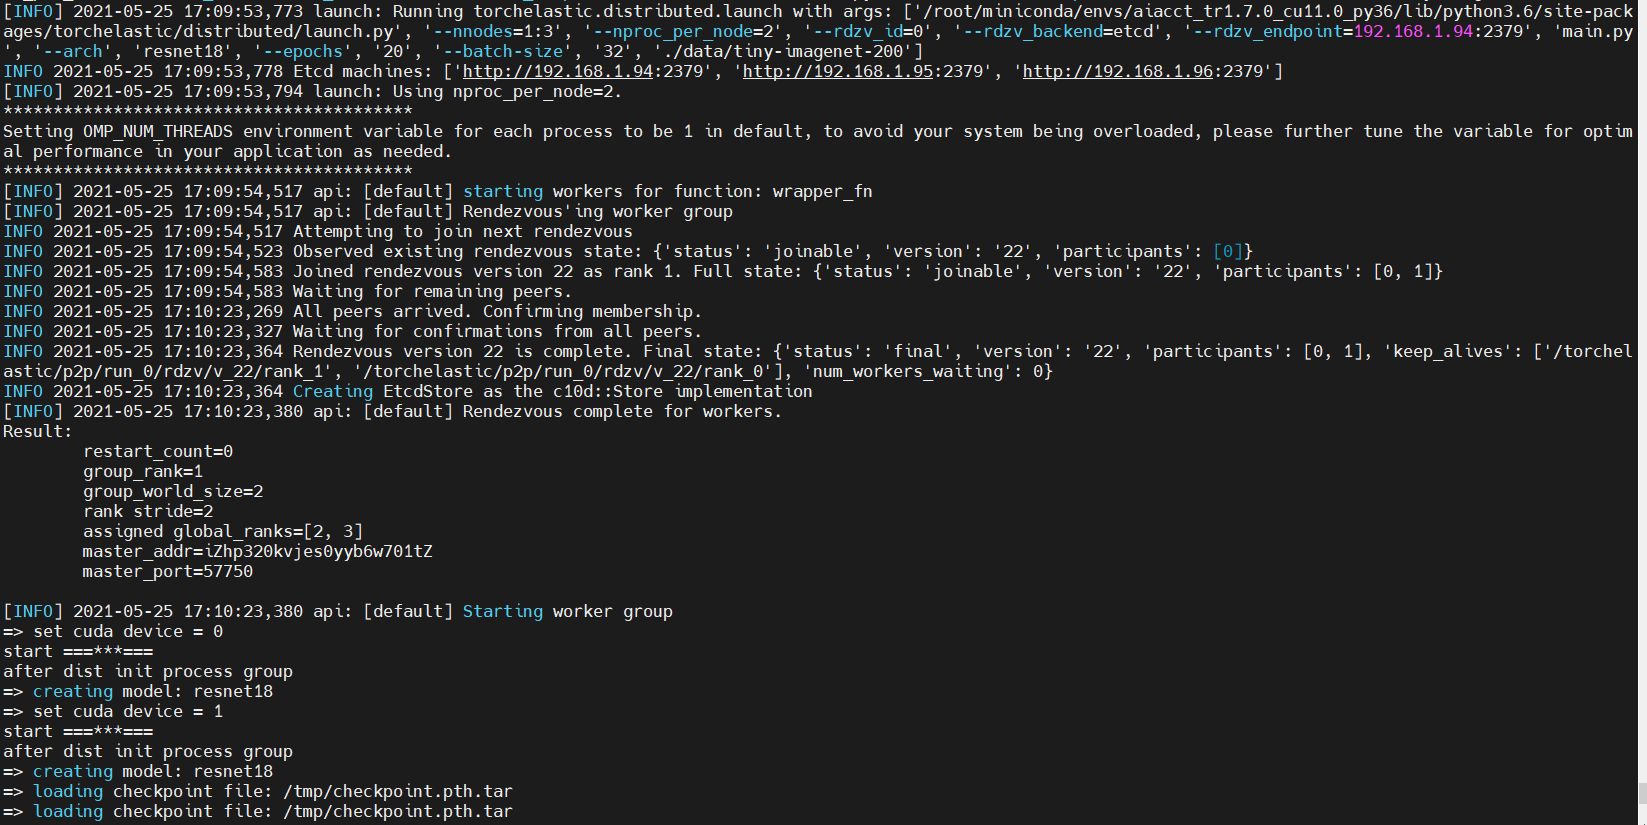 [INFO] 2021-05-25 17:09:53,773 launch: Running torchelastic.distributed.launch with args: ['/root/miniconda/envs/aiacct_tr1.7.0_cu11.0_py36/lib/python3.6/site-pack
ages/torchelastic/distributed/launch.py', '--nnodes=1:3', '--nproc_per_node=2', '--rdzv_id=0', '--rdzv_backend=etcd', '--rdzv_endpoint=192.168.1.94:2379', 'main.py
', '--arch', 'resnet18', '--epochs', '20', '--batch-size', '32', './data/tiny-imagenet-200']
INFO 2021-05-25 17:09:53,778 Etcd machines: ['http://192.168.1.94:2379', 'http://192.168.1.95:2379', 'http://192.168.1.96:2379']
[INFO] 2021-05-25 17:09:53,794 launch: Using nproc_per_node=2.
*****************************************
Setting OMP_NUM_THREADS environment variable for each process to be 1 in default, to avoid your system being overloaded, please further tune the variable for optim
al performance in your application as needed.
*****************************************
[INFO] 2021-05-25 17:09:54,517 api: [default] starting workers for function: wrapper_fn
[INFO] 2021-05-25 17:09:54,517 api: [default] Rendezvous'ing worker group
INFO 2021-05-25 17:09:54,517 Attempting to join next rendezvous
INFO 2021-05-25 17:09:54,523 Observed existing rendezvous state: {'status': 'joinable', 'version': '22', 'participants': [0]}
INFO 2021-05-25 17:09:54,583 Joined rendezvous version 22 as rank 1. Full state: {'status': 'joinable', 'version': '22', 'participants': [0, 1]}
INFO 2021-05-25 17:09:54,583 Waiting for remaining peers.
INFO 2021-05-25 17:10:23,269 All peers arrived. Confirming membership.
INFO 2021-05-25 17:10:23,327 Waiting for confirmations from all peers.
INFO 2021-05-25 17:10:23,364 Rendezvous version 22 is complete. Final state: {'status': 'final', 'version': '22', 'participants': [0, 1], 'keep_alives': ['/torchel
astic/p2p/run_0/rdzv/v_22/rank_1', '/torchelastic/p2p/run_0/rdzv/v_22/rank_0'], 'num_workers_waiting': 0}
INFO 2021-05-25 17:10:23,364 Creating EtcdStore as the c10d::Store implementation
[INFO] 2021-05-25 17:10:23,380 api: [default] Rendezvous complete for workers.
Result:
restart_count=0
group_rank=1
group_world_size=2
rank stride=2
assigned global_ranks=[2, 3]
master_addr=iZhp320kvjes0yyb6w701tZ
master_port=57750
[INFO] 2021-05-25 17:10:23,380 api: [default] Starting worker group
=> set cuda device = 0
start ===***===
after dist init process group
=> creating model: resnet18
=> set cuda device = 1
start ===***===
after dist init process group
=> creating model: resnet18
=> loading checkpoint file: /tmp/checkpoint.pth.tar
=> loading checkpoint file: /tmp/checkpoint.pth.tar